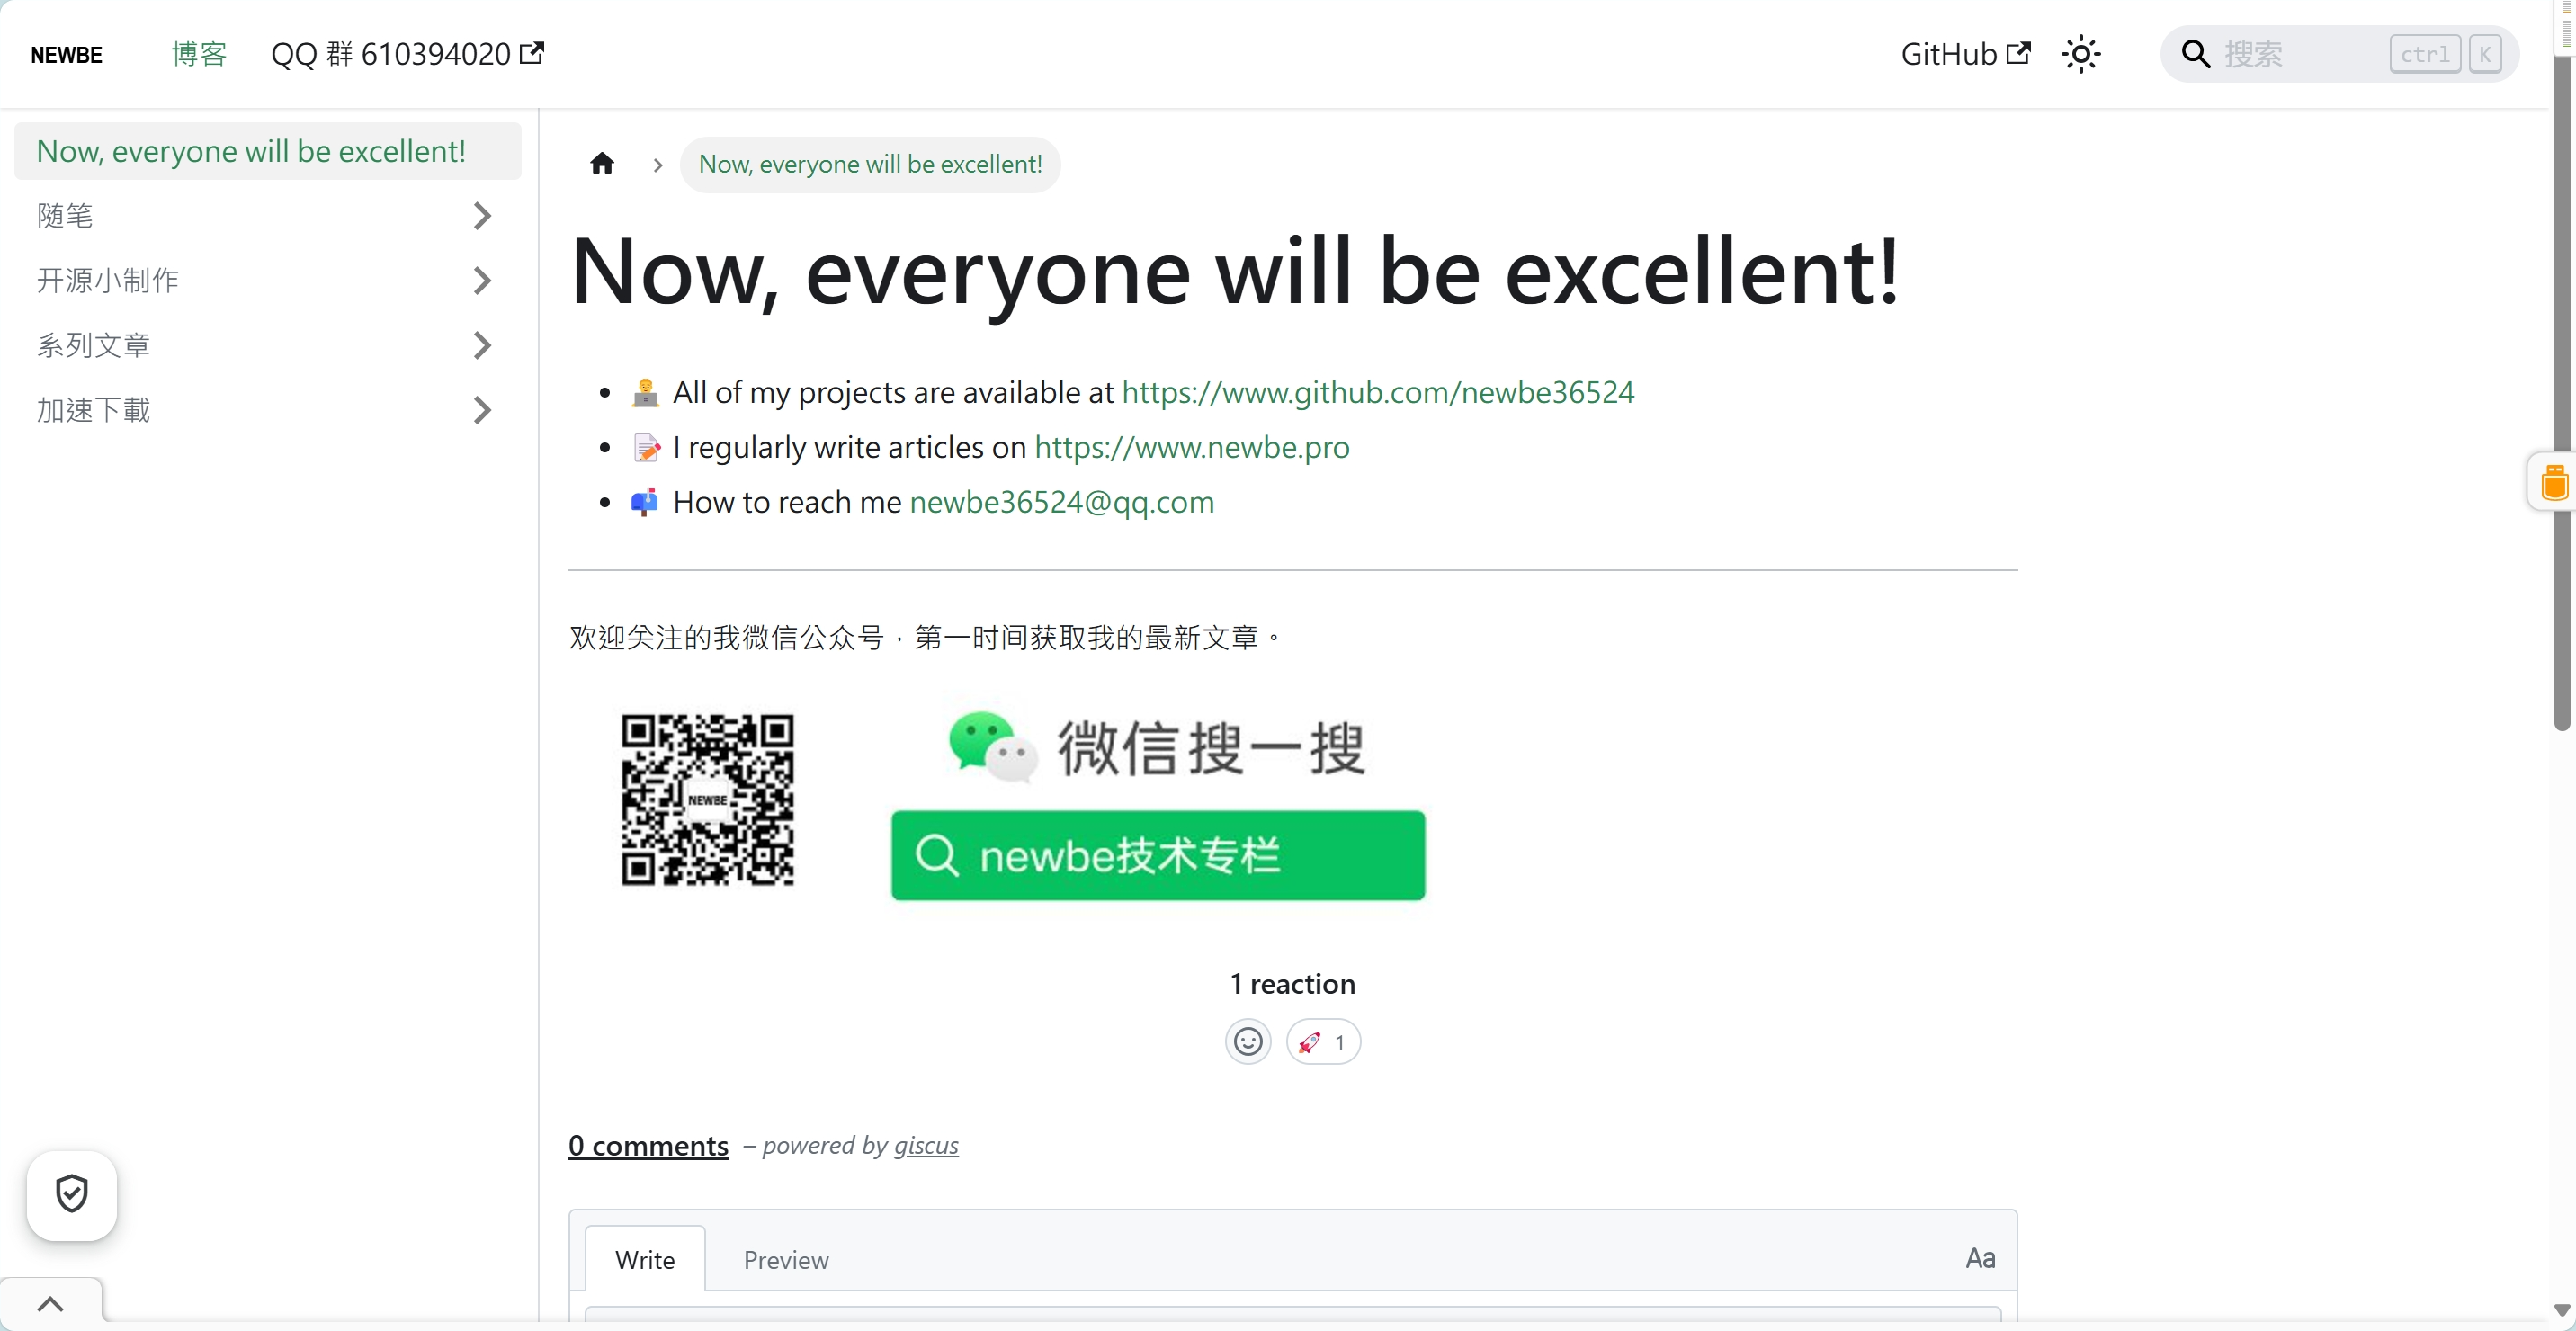 NEWBE
博客
QQ 群 610394020
GitHub
搜索
ctrl K
Now, everyone will be excellent!
随笔
开源小制作
系列文章
加速下載
Now, everyone will be excellent!
Now, everyone will be excellent!
All of my projects are available at https://www.github.com/newbe36524
I regularly write articles on https://www.newbe.pro
How to reach me newbe36524@qq.com
欢迎关注的我微信公众号，第一时间获取我的最新文章。
NEWBE
微信搜一搜
newbe技术专栏
1 reaction
1
0 comments – powered by giscus
Write
Preview
Aa